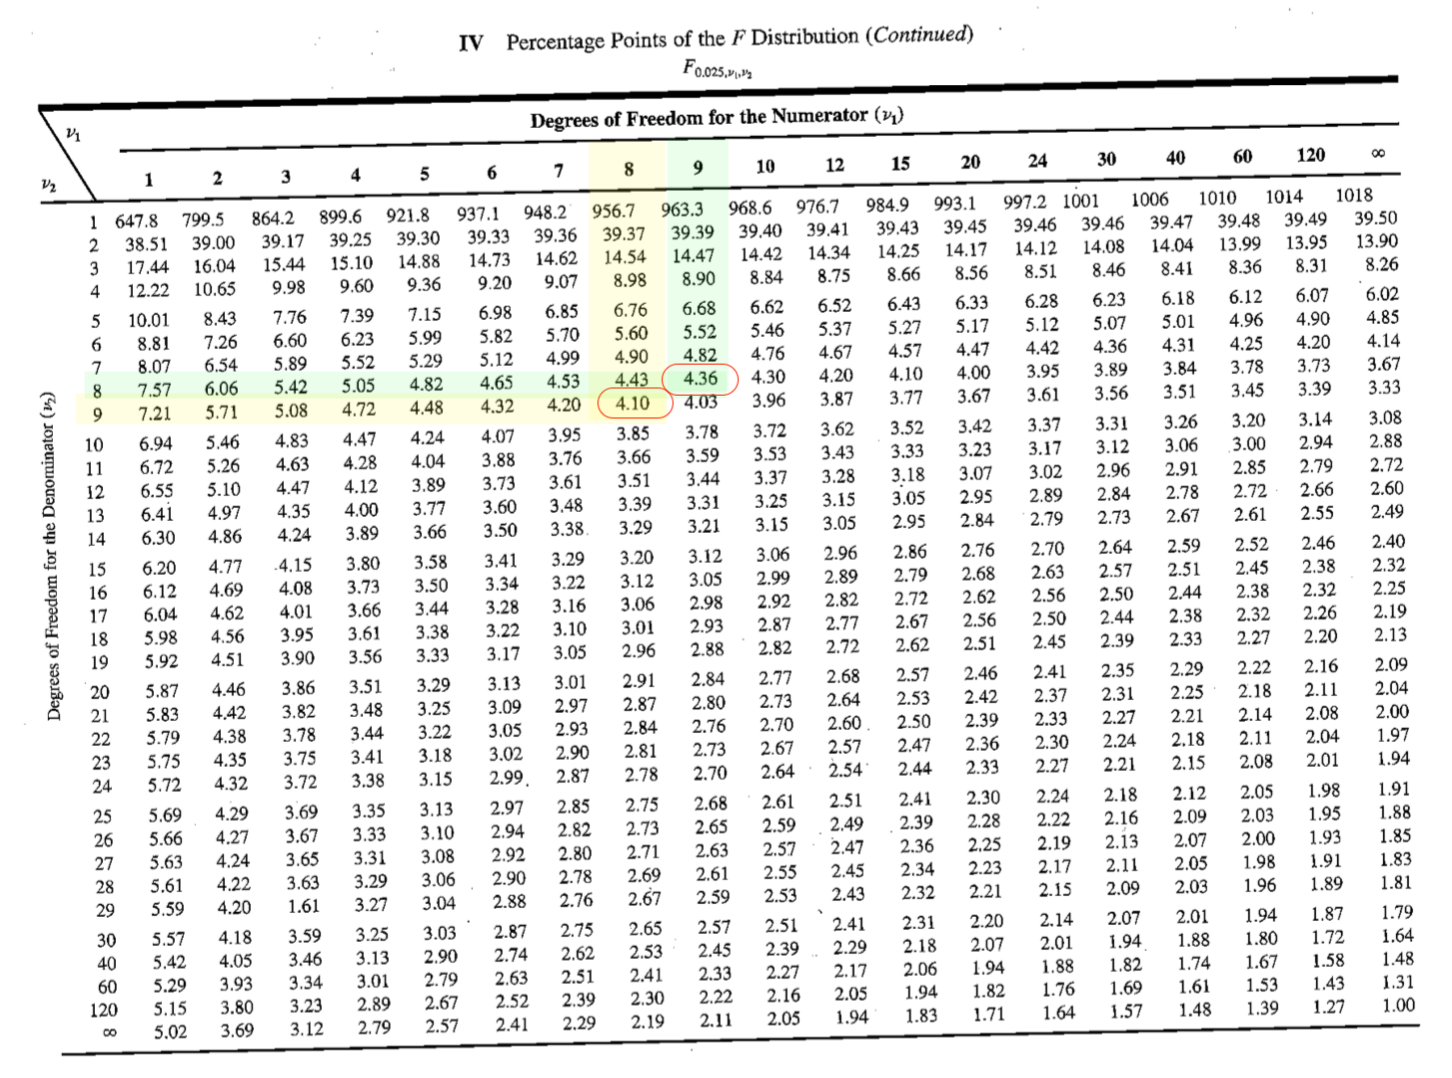 IV Percentage Points of the F Distribution (Continued)
F0.025,ν1,ν2
Degrees of Freedom for the Numerator (ν1)
ν1
ν2 1 2 3 4 5 6 7 8 9 10 12 15 20 24 30 40 60 120 ∞
Degrees of Freedom for the Denominator (ν2)
1 647.8 799.5 864.2 899.6 921.8 937.1 948.2 956.7 963.3 968.6 976.7 984.9 993.1 997.2 1001 1006 1010 1014 1018
2 38.51 39.00 39.17 39.25 39.30 39.33 39.36 39.37 39.39 39.40 39.41 39.43 39.45 39.46 39.46 39.47 39.48 39.49 39.50
3 17.44 16.04 15.44 15.10 14.88 14.73 14.62 14.54 14.47 14.42 14.34 14.25 14.17 14.12 14.08 14.04 13.99 13.95 13.90
4 12.22 10.65 9.98 9.60 9.36 9.20 9.07 8.98 8.90 8.84 8.75 8.66 8.56 8.51 8.46 8.41 8.36 8.31 8.26
5 10.01 8.43 7.76 7.39 7.15 6.98 6.85 6.76 6.68 6.62 6.52 6.43 6.33 6.28 6.23 6.18 6.12 6.07 6.02
6 8.81 7.26 6.60 6.23 5.99 5.82 5.70 5.60 5.52 5.46 5.37 5.27 5.17 5.12 5.07 5.01 4.96 4.90 4.85
7 8.07 6.54 5.89 5.52 5.29 5.12 4.99 4.90 4.82 4.76 4.67 4.57 4.47 4.42 4.36 4.31 4.25 4.20 4.14
8 7.57 6.06 5.42 5.05 4.82 4.65 4.53 4.43 4.36 4.30 4.20 4.10 4.00 3.95 3.89 3.84 3.78 3.73 3.67
9 7.21 5.71 5.08 4.72 4.48 4.32 4.20 4.10 4.03 3.96 3.87 3.77 3.67 3.61 3.56 3.51 3.45 3.39 3.33
10 6.94 5.46 4.83 4.47 4.24 4.07 3.95 3.85 3.78 3.72 3.62 3.52 3.42 3.37 3.31 3.26 3.20 3.14 3.08
11 6.72 5.26 4.63 4.28 4.04 3.88 3.76 3.66 3.59 3.53 3.43 3.33 3.23 3.17 3.12 3.06 3.00 2.94 2.88
12 6.55 5.10 4.47 4.12 3.89 3.73 3.61 3.51 3.44 3.37 3.28 3.18 3.07 3.02 2.96 2.91 2.85 2.79 2.72
13 6.41 4.97 4.35 4.00 3.77 3.60 3.48 3.39 3.31 3.25 3.15 3.05 2.95 2.89 2.84 2.78 2.72 2.66 2.60
14 6.30 4.86 4.24 3.89 3.66 3.50 3.38 3.29 3.21 3.15 3.05 2.95 2.84 2.79 2.73 2.67 2.61 2.55 2.49
15 6.20 4.77 4.15 3.80 3.58 3.41 3.29 3.20 3.12 3.06 2.96 2.86 2.76 2.70 2.64 2.59 2.52 2.46 2.40
16 6.12 4.69 4.08 3.73 3.50 3.34 3.22 3.12 3.05 2.99 2.89 2.79 2.68 2.63 2.57 2.51 2.45 2.38 2.32
17 6.04 4.62 4.01 3.66 3.44 3.28 3.16 3.06 2.98 2.92 2.82 2.72 2.62 2.56 2.50 2.44 2.38 2.32 2.25
18 5.98 4.56 3.95 3.61 3.38 3.22 3.10 3.01 2.93 2.87 2.77 2.67 2.56 2.50 2.44 2.38 2.32 2.26 2.19
19 5.92 4.51 3.90 3.56 3.33 3.17 3.05 2.96 2.88 2.82 2.72 2.62 2.51 2.45 2.39 2.33 2.27 2.20 2.13
20 5.87 4.46 3.86 3.51 3.29 3.13 3.01 2.91 2.84 2.77 2.68 2.57 2.46 2.41 2.35 2.29 2.22 2.16 2.09
21 5.83 4.42 3.82 3.48 3.25 3.09 2.97 2.87 2.80 2.73 2.64 2.53 2.42 2.37 2.31 2.25 2.18 2.11 2.04
22 5.79 4.38 3.78 3.44 3.22 3.05 2.93 2.84 2.76 2.70 2.60 2.50 2.39 2.33 2.27 2.21 2.14 2.08 2.00
23 5.75 4.35 3.75 3.41 3.18 3.02 2.90 2.81 2.73 2.67 2.57 2.47 2.36 2.30 2.24 2.18 2.11 2.04 1.97
24 5.72 4.32 3.72 3.38 3.15 2.99 2.87 2.78 2.70 2.64 2.54 2.44 2.33 2.27 2.21 2.15 2.08 2.01 1.94
25 5.69 4.29 3.69 3.35 3.13 2.97 2.85 2.75 2.68 2.61 2.51 2.41 2.30 2.24 2.18 2.12 2.05 1.98 1.91
26 5.66 4.27 3.67 3.33 3.10 2.94 2.82 2.73 2.65 2.59 2.49 2.39 2.28 2.22 2.16 2.09 2.03 1.95 1.88
27 5.63 4.24 3.65 3.31 3.08 2.92 2.80 2.71 2.63 2.57 2.47 2.36 2.25 2.19 2.13 2.07 2.00 1.93 1.85
28 5.61 4.22 3.63 3.29 3.06 2.90 2.78 2.69 2.61 2.55 2.45 2.34 2.23 2.17 2.11 2.05 1.98 1.91 1.83
29 5.59 4.20 1.61 3.27 3.04 2.88 2.76 2.67 2.59 2.53 2.43 2.32 2.21 2.15 2.09 2.03 1.96 1.89 1.81
30 5.57 4.18 3.59 3.25 3.03 2.87 2.75 2.65 2.57 2.51 2.41 2.31 2.20 2.14 2.07 2.01 1.94 1.87 1.79
40 5.42 4.05 3.46 3.13 2.90 2.74 2.62 2.53 2.45 2.39 2.29 2.18 2.07 2.01 1.94 1.88 1.80 1.72 1.64
60 5.29 3.93 3.34 3.01 2.79 2.63 2.51 2.41 2.33 2.27 2.17 2.06 1.94 1.88 1.82 1.74 1.67 1.58 1.48
120 5.15 3.80 3.23 2.89 2.67 2.52 2.39 2.30 2.22 2.16 2.05 1.94 1.82 1.76 1.69 1.61 1.53 1.43 1.31
∞ 5.02 3.69 3.12 2.79 2.57 2.41 2.29 2.19 2.11 2.05 1.94 1.83 1.71 1.64 1.57 1.48 1.39 1.27 1.00